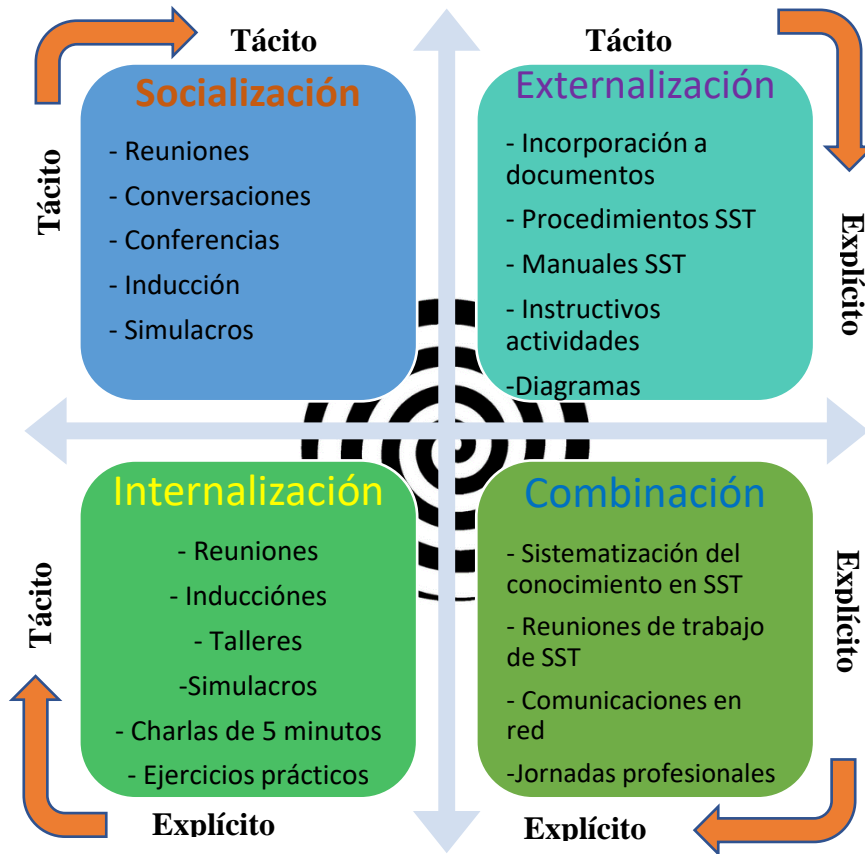 Tácito
Tácito
Socialización
- Reuniones
- Conversaciones
- Conferencias
- Inducción
- Simulacros
Tácito
Externalización
- Incorporación a
documentos
- Procedimientos SST
- Manuales SST
- Instructivos
actividades
-Diagramas
Explícito
Tácito
Internalización
- Reuniones
- Inducciónes
- Talleres
-Simulacros
- Charlas de 5 minutos
- Ejercicios prácticos
Explícito
Combinación
- Sistematización del
conocimiento en SST
- Reuniones de trabajo
de SST
- Comunicaciones en
red
-Jornadas profesionales
Explícito
Explícito